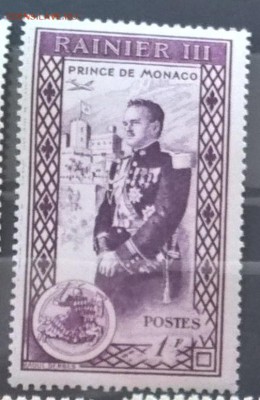 RAINIER III
PRINCE DE MONACO
POSTES
1F